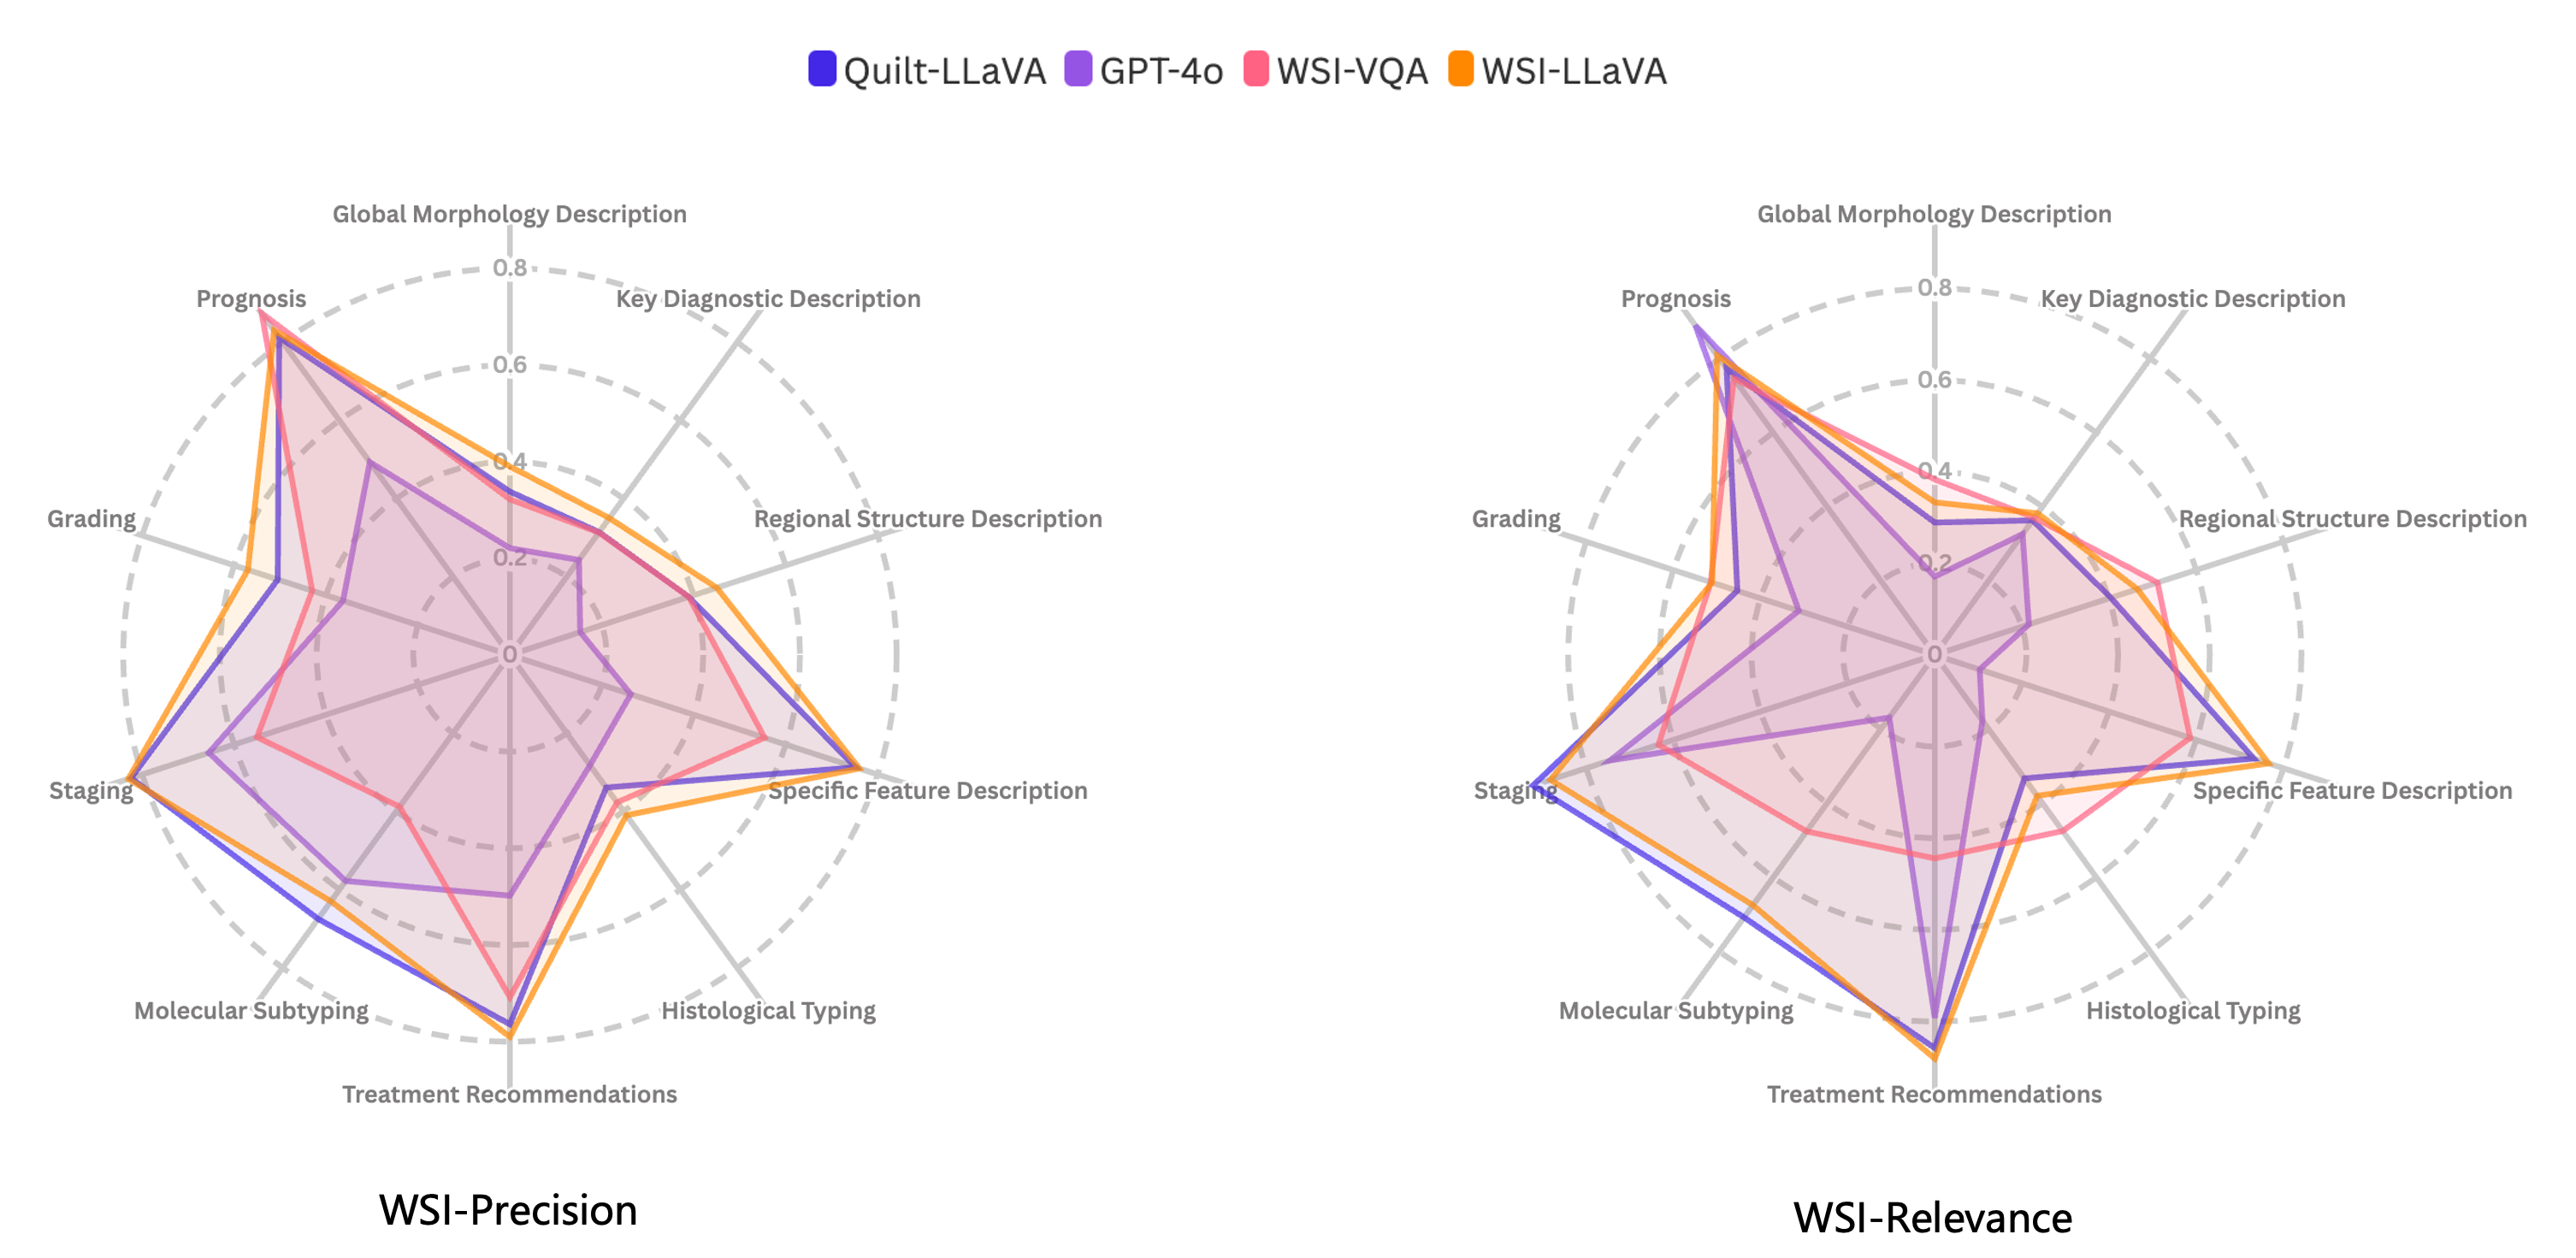 Quilt-LLaVA GPT-4o WSI-VQA WSI-LLaVA
Global Morphology Description
0.8
Prognosis
Key Diagnostic Description
0.6
0.4
Grading
Regional Structure Description
0.2
0
Staging
Specific Feature Description
Molecular Subtyping
Histological Typing
Treatment Recommendations
WSI-Precision
Global Morphology Description
0.8
Prognosis
Key Diagnostic Description
0.6
0.4
Grading
Regional Structure Description
0.2
0
Staging
Specific Feature Description
Molecular Subtyping
Histological Typing
Treatment Recommendations
WSI-Relevance